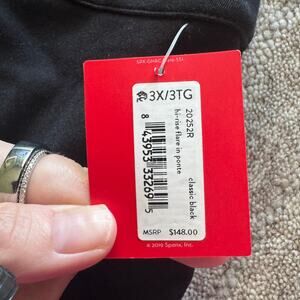 3X/3TG
20252R
hi-rise flare in ponte
classic black
8 43953 33269 5
MSRP $148.00
© 2019 Spanx, Inc.